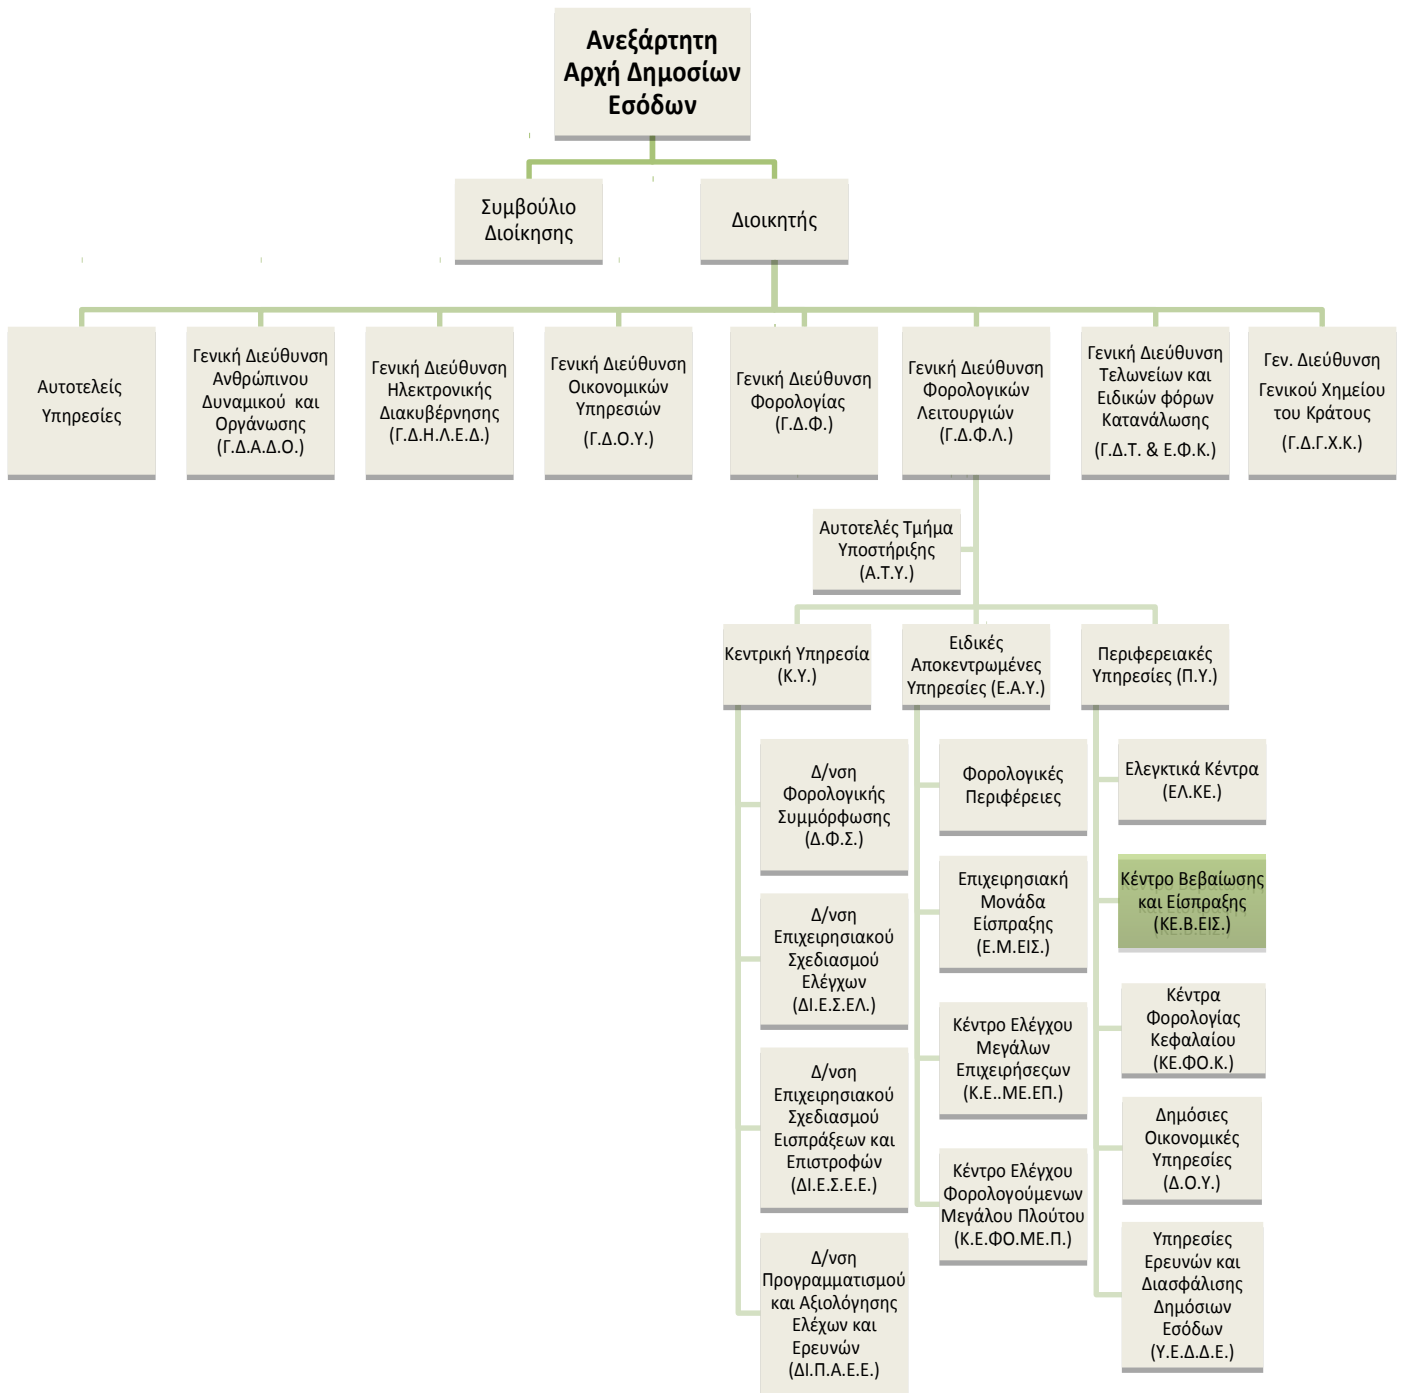 Ανεξάρτητη
Αρχή Δημοσίων
Εσόδων
Συμβούλιο
Διοίκησης
Διοικητής
Αυτοτελείς
Υπηρεσίες
Γενική Διεύθυνση
Ανθρώπινου
Δυναμικού και
Οργάνωσης
(Γ.Δ.Α.Δ.Ο.)
Γενική Διεύθυνση
Ηλεκτρονικής
Διακυβέρνησης
(Γ.Δ.Η.Λ.Ε.Δ.)
Γενική Διεύθυνση
Οικονομικών
Υπηρεσιών
(Γ.Δ.Ο.Υ.)
Γενική Διεύθυνση
Φορολογίας
(Γ.Δ.Φ.)
Γενική Διεύθυνση
Φορολογικών
Λειτουργιών
(Γ.Δ.Φ.Λ.)
Γενική Διεύθυνση
Τελωνείων και
Ειδικών φόρων
Κατανάλωσης
(Γ.Δ.Τ. & Ε.Φ.Κ.)
Γεν. Διεύθυνση
Γενικού Χημείου
του Κράτους
(Γ.Δ.Γ.Χ.Κ.)
Αυτοτελές Τμήμα
Υποστήριξης
(Α.Τ.Υ.)
Κεντρική Υπηρεσία
(Κ.Υ.)
Ειδικές
Αποκεντρωμένες
Υπηρεσίες (Ε.Α.Υ.)
Περιφερειακές
Υπηρεσίες (Π.Υ.)
Δ/νση
Φορολογικής
Συμμόρφωσης
(Δ.Φ.Σ.)
Δ/νση
Επιχειρησιακού
Σχεδιασμού
Ελέγχων
(ΔΙ.Ε.Σ.ΕΛ.)
Δ/νση
Επιχειρησιακού
Σχεδιασμού
Εισπράξεων και
Επιστροφών
(ΔΙ.Ε.Σ.Ε.Ε.)
Δ/νση
Προγραμματισμού
και Αξιολόγησης
Ελέχων και
Ερευνών
(ΔΙ.Π.Α.Ε.Ε.)
Φορολογικές
Περιφέρειες
Επιχειρησιακή
Μονάδα
Είσπραξης
(Ε.Μ.ΕΙΣ.)
Κέντρο Ελέγχου
Μεγάλων
Επιχειρήσεςων
(Κ.Ε..ΜΕ.ΕΠ.)
Κέντρο Ελέγχου
Φορολογούμενων
Μεγάλου Πλούτου
(Κ.Ε.ΦΟ.ΜΕ.Π.)
Ελεγκτικά Κέντρα
(ΕΛ.ΚΕ.)
Κέντρο Βεβαίωσης
και Είσπραξης
(ΚΕ.Β.ΕΙΣ.)
Κέντρα
Φορολογίας
Κεφαλαίου
(ΚΕ.ΦΟ.Κ.)
Δημόσιες
Οικονομικές
Υπηρεσίες
(Δ.Ο.Υ.)
Υπηρεσίες
Ερευνών και
Διασφάλισης
Δημόσιων
Εσόδων
(Υ.Ε.Δ.Δ.Ε.)